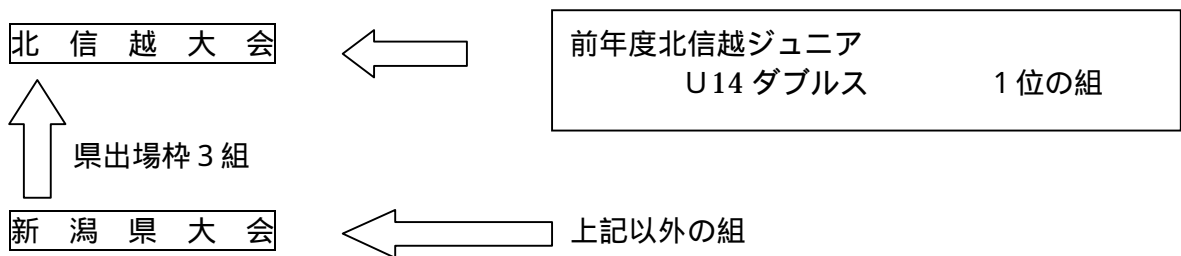 北　信　越　大　会
前年度北信越ジュニア
Ｕ14 ダブルス　　　　１位の組
県出場枠３組
新　潟　県　大　会
上記以外の組